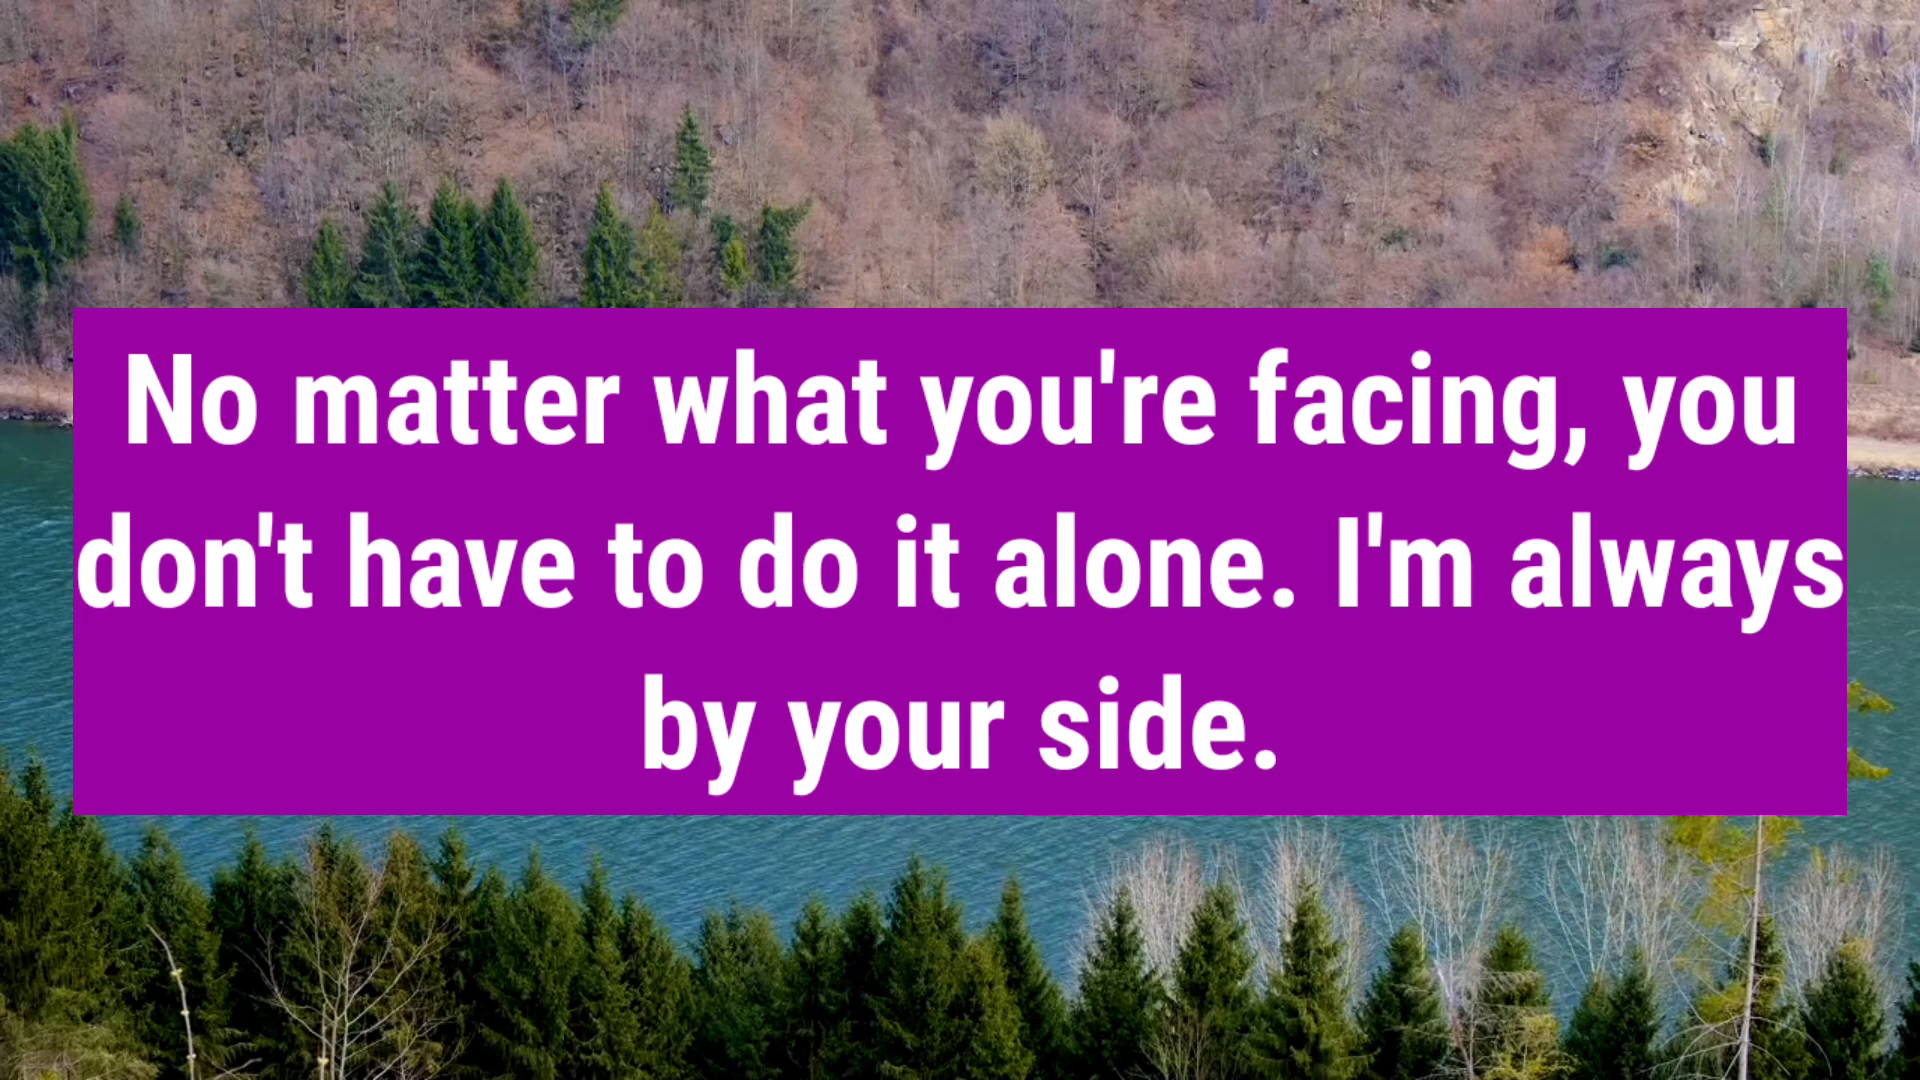 No matter what you're facing, you
don't have to do it alone. I'm always
by your side.